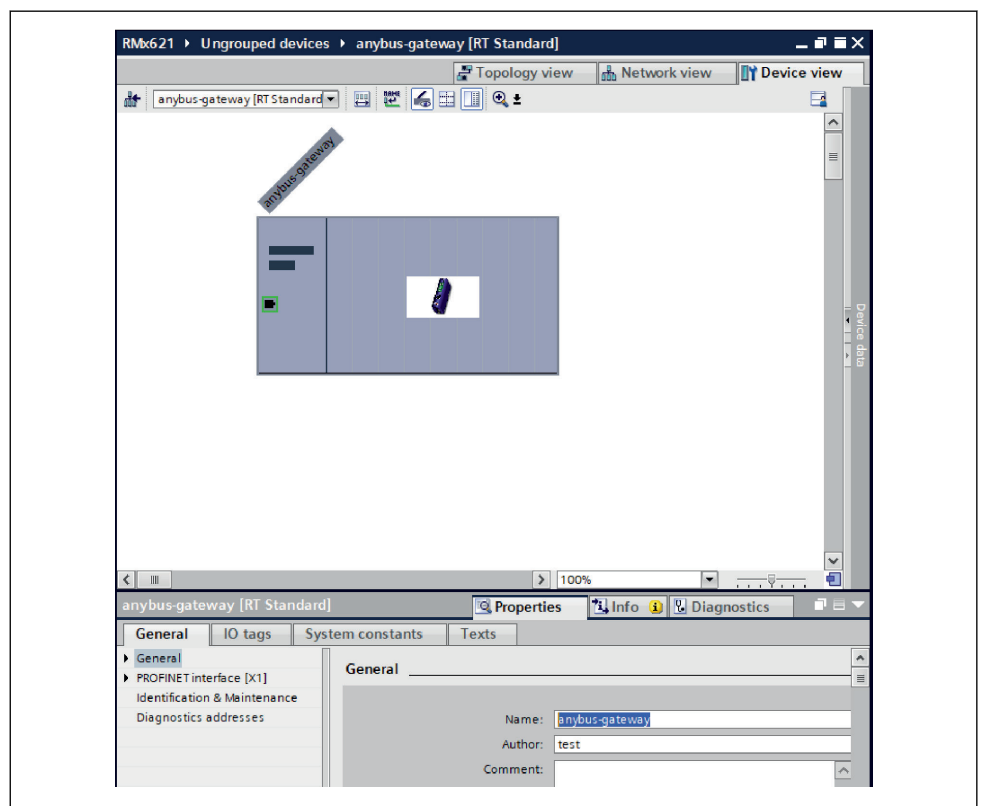 RMx621 ▸ Ungrouped devices ▸ anybus-gateway [RT Standard]
Topology view Network view Device view
anybus-gateway [RT Standard
anybus-gateway
Device data
100%
anybus-gateway [RT Standard]
Properties Info Diagnostics
General IO tags System constants Texts
General
PROFINET interface [X1]
Identification & Maintenance
Diagnostics addresses
General
Name: anybus-gateway
Author: test
Comment: